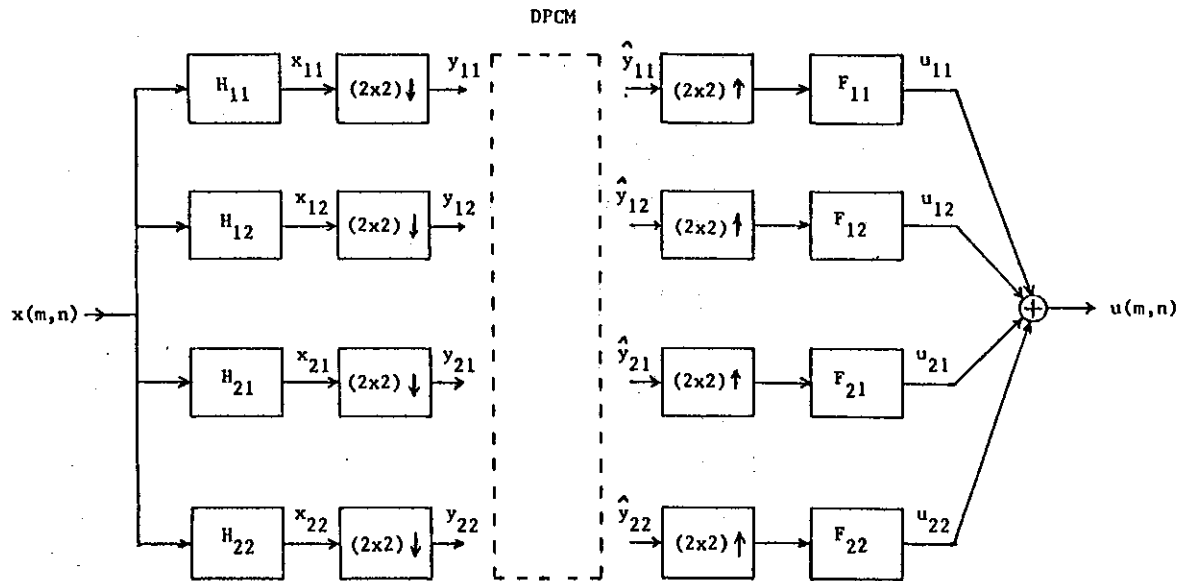 DPCM
H11 x11 (2x2)↓ y11 ŷ11 (2x2)↑ F11 u11
H12 x12 (2x2)↓ y12 ŷ12 (2x2)↑ F12 u12
x(m,n) + u(m,n)
H21 x21 (2x2)↓ y21 ŷ21 (2x2)↑ F21 u21
H22 x22 (2x2)↓ y22 ŷ22 (2x2)↑ F22 u22